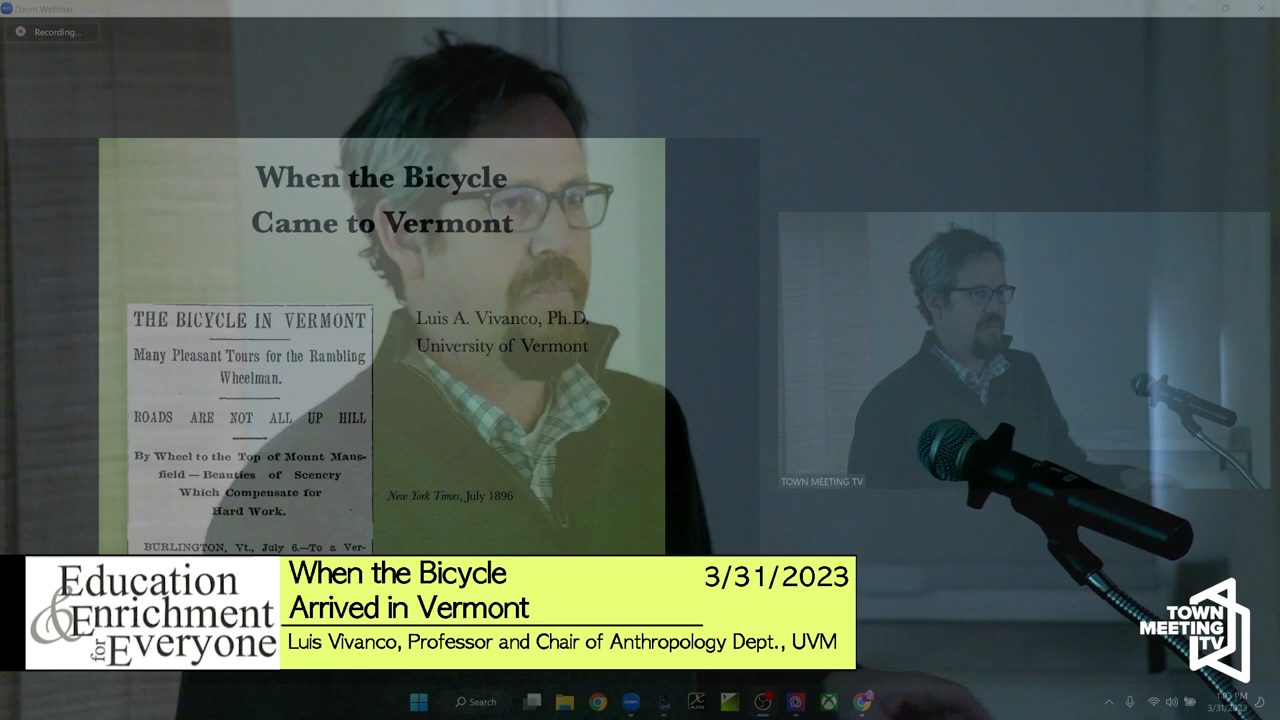 Zoom Webinar
Recording...
When the Bicycle
Came to Vermont
THE BICYCLE IN VERMONT
Many Pleasant Tours for the Rambling
Wheelman.
ROADS ARE NOT ALL UP HILL
By Wheel to the Top of Mount Mans-
field — Beauties of Scenery
Which Compensate for
Hard Work.
BURLINGTON, Vt., July 6.—To a Ver-
Luis A. Vivanco, Ph.D.
University of Vermont
New York Times, July 1896
TOWN MEETING TV
Education
& Enrichment
for Everyone
When the Bicycle
Arrived in Vermont
3/31/2023
Luis Vivanco, Professor and Chair of Anthropology Dept., UVM
TOWN
MEETING
TV
Search
zoom
3/31/2023